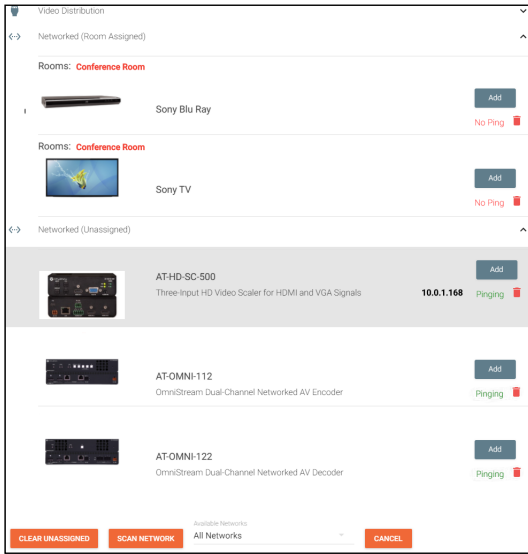 Video Distribution
Networked (Room Assigned)
Rooms: Conference Room
Sony Blu Ray
Add
No Ping
Rooms: Conference Room
Sony TV
Add
No Ping
Networked (Unassigned)
AT-HD-SC-500
Three-Input HD Video Scaler for HDMI and VGA Signals
10.0.1.168
Add
Pinging
AT-OMNI-112
OmniStream Dual-Channel Networked AV Encoder
Add
Pinging
AT-OMNI-122
OmniStream Dual-Channel Networked AV Decoder
Add
Pinging
CLEAR UNASSIGNED
SCAN NETWORK
Available Networks
All Networks
CANCEL